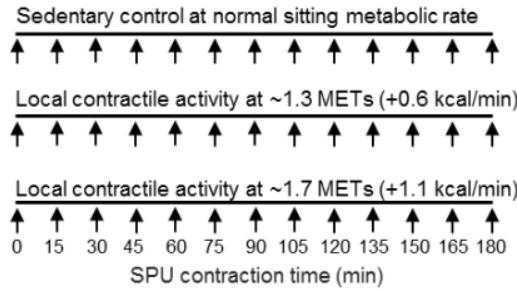 Sedentary control at normal sitting metabolic rate
Local contractile activity at ~1.3 METs (+0.6 kcal/min)
Local contractile activity at ~1.7 METs (+1.1 kcal/min)
0 15 30 45 60 75 90 105 120 135 150 165 180
SPU contraction time (min)